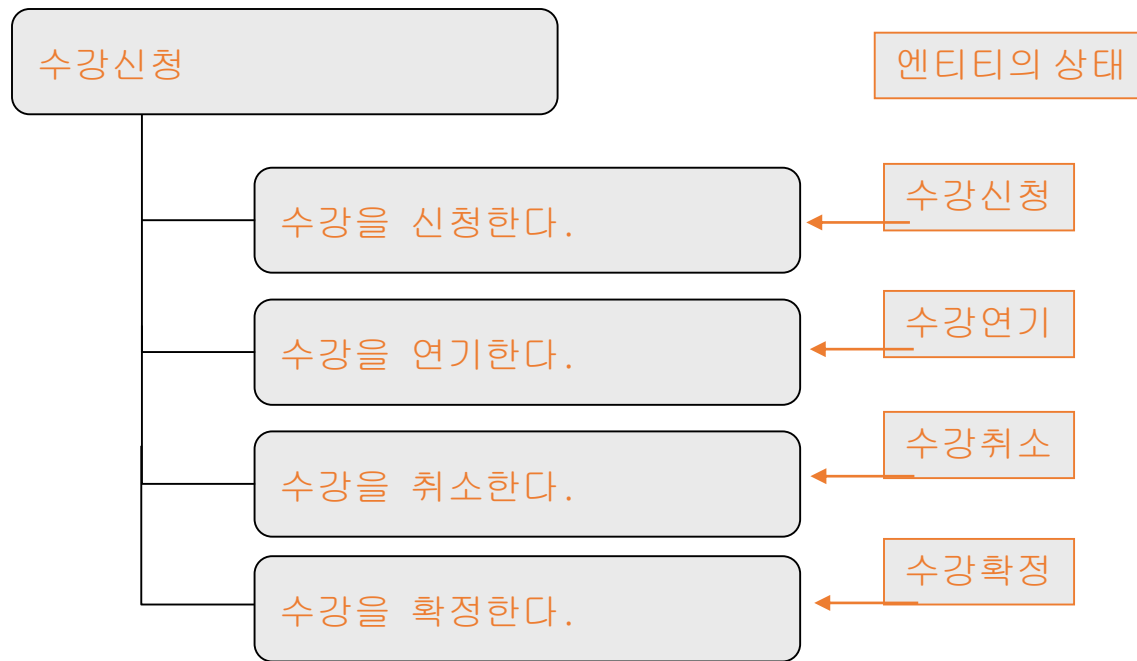 수강신청
엔티티의 상태
수강을 신청한다.
수강신청
수강을 연기한다.
수강연기
수강을 취소한다.
수강취소
수강을 확정한다.
수강확정